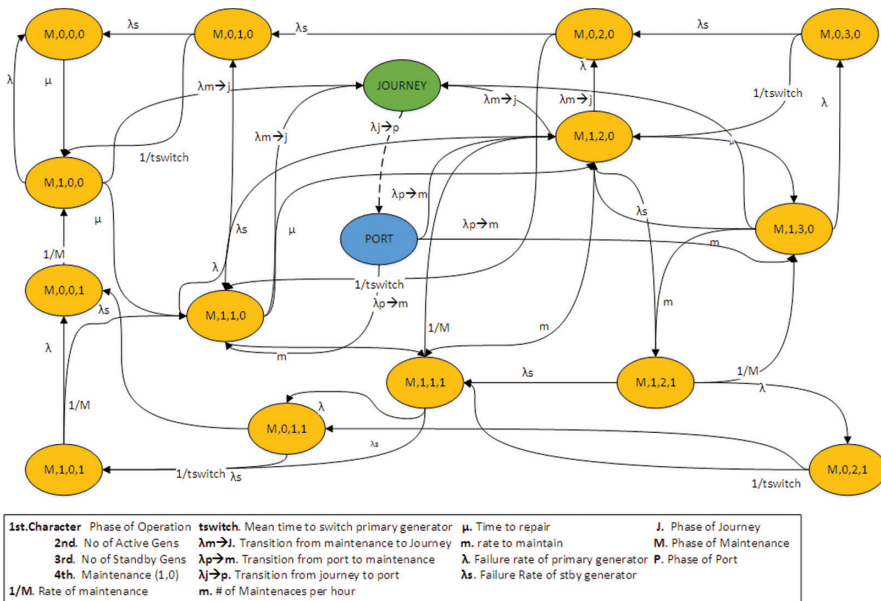 λs
λs
λs
M,0,0,0
M,0,1,0
M,0,2,0
M,0,3,0
λ
μ
λm→j
JOURNEY
λm→j
λ
λm→j
1/tswitch
λ
λj→p
λm→j
1/tswitch
M,1,2,0
μ
M,1,0,0
λp→m
λs
μ
λs
μ
PORT
λp→m
M,1,3,0
m
1/M
λ
1/tswitch
M,0,0,1
λs
λp→m
m
M,1,1,0
λ
1/M
m
m
λs
1/M
M,1,1,1
M,1,2,1
λ
1/M
λ
M,0,1,1
λs
M,1,0,1
1/tswitch
λs
M,0,2,1
1/tswitch
1st.Character Phase of Operation tswitch. Mean time to switch primary generator μ. Time to repair J. Phase of Journey
2nd. No of Active Gens λm→J. Transition from maintenance to Journey m. rate to maintain M. Phase of Maintenance
3rd. No of Standby Gens λp→m. Transition from port to maintenance λ. Failure rate of primary generator P. Phase of Port
4th. Maintenance (1,0) λj→p. Transition from journey to port λs. Failure Rate of stby generator
1/M. Rate of maintenance m. # of Maintenaces per hour